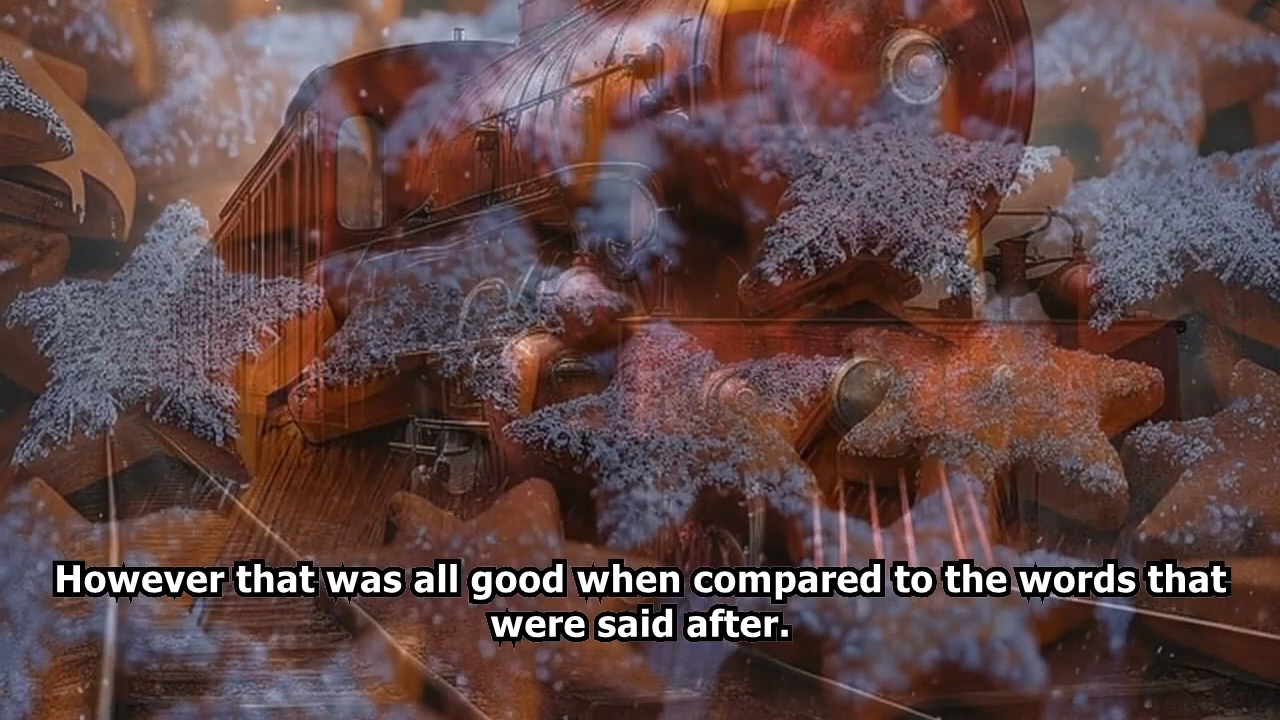 However that was all good when compared to the words that
were said after.